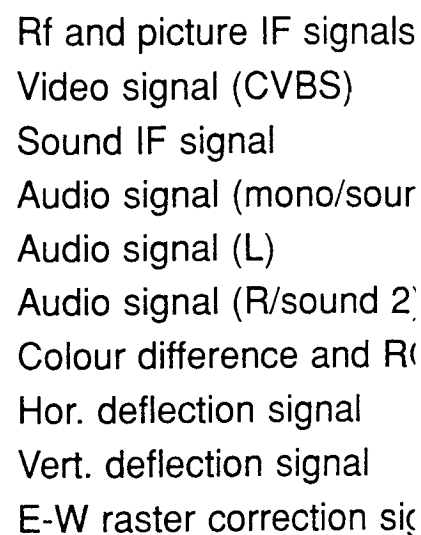 Rf and picture IF signals
Video signal (CVBS)
Sound IF signal
Audio signal (mono/sour
Audio signal (L)
Audio signal (R/sound 2)
Colour difference and
Hor. deflection signal
Vert. deflection signal
E-W raster correction